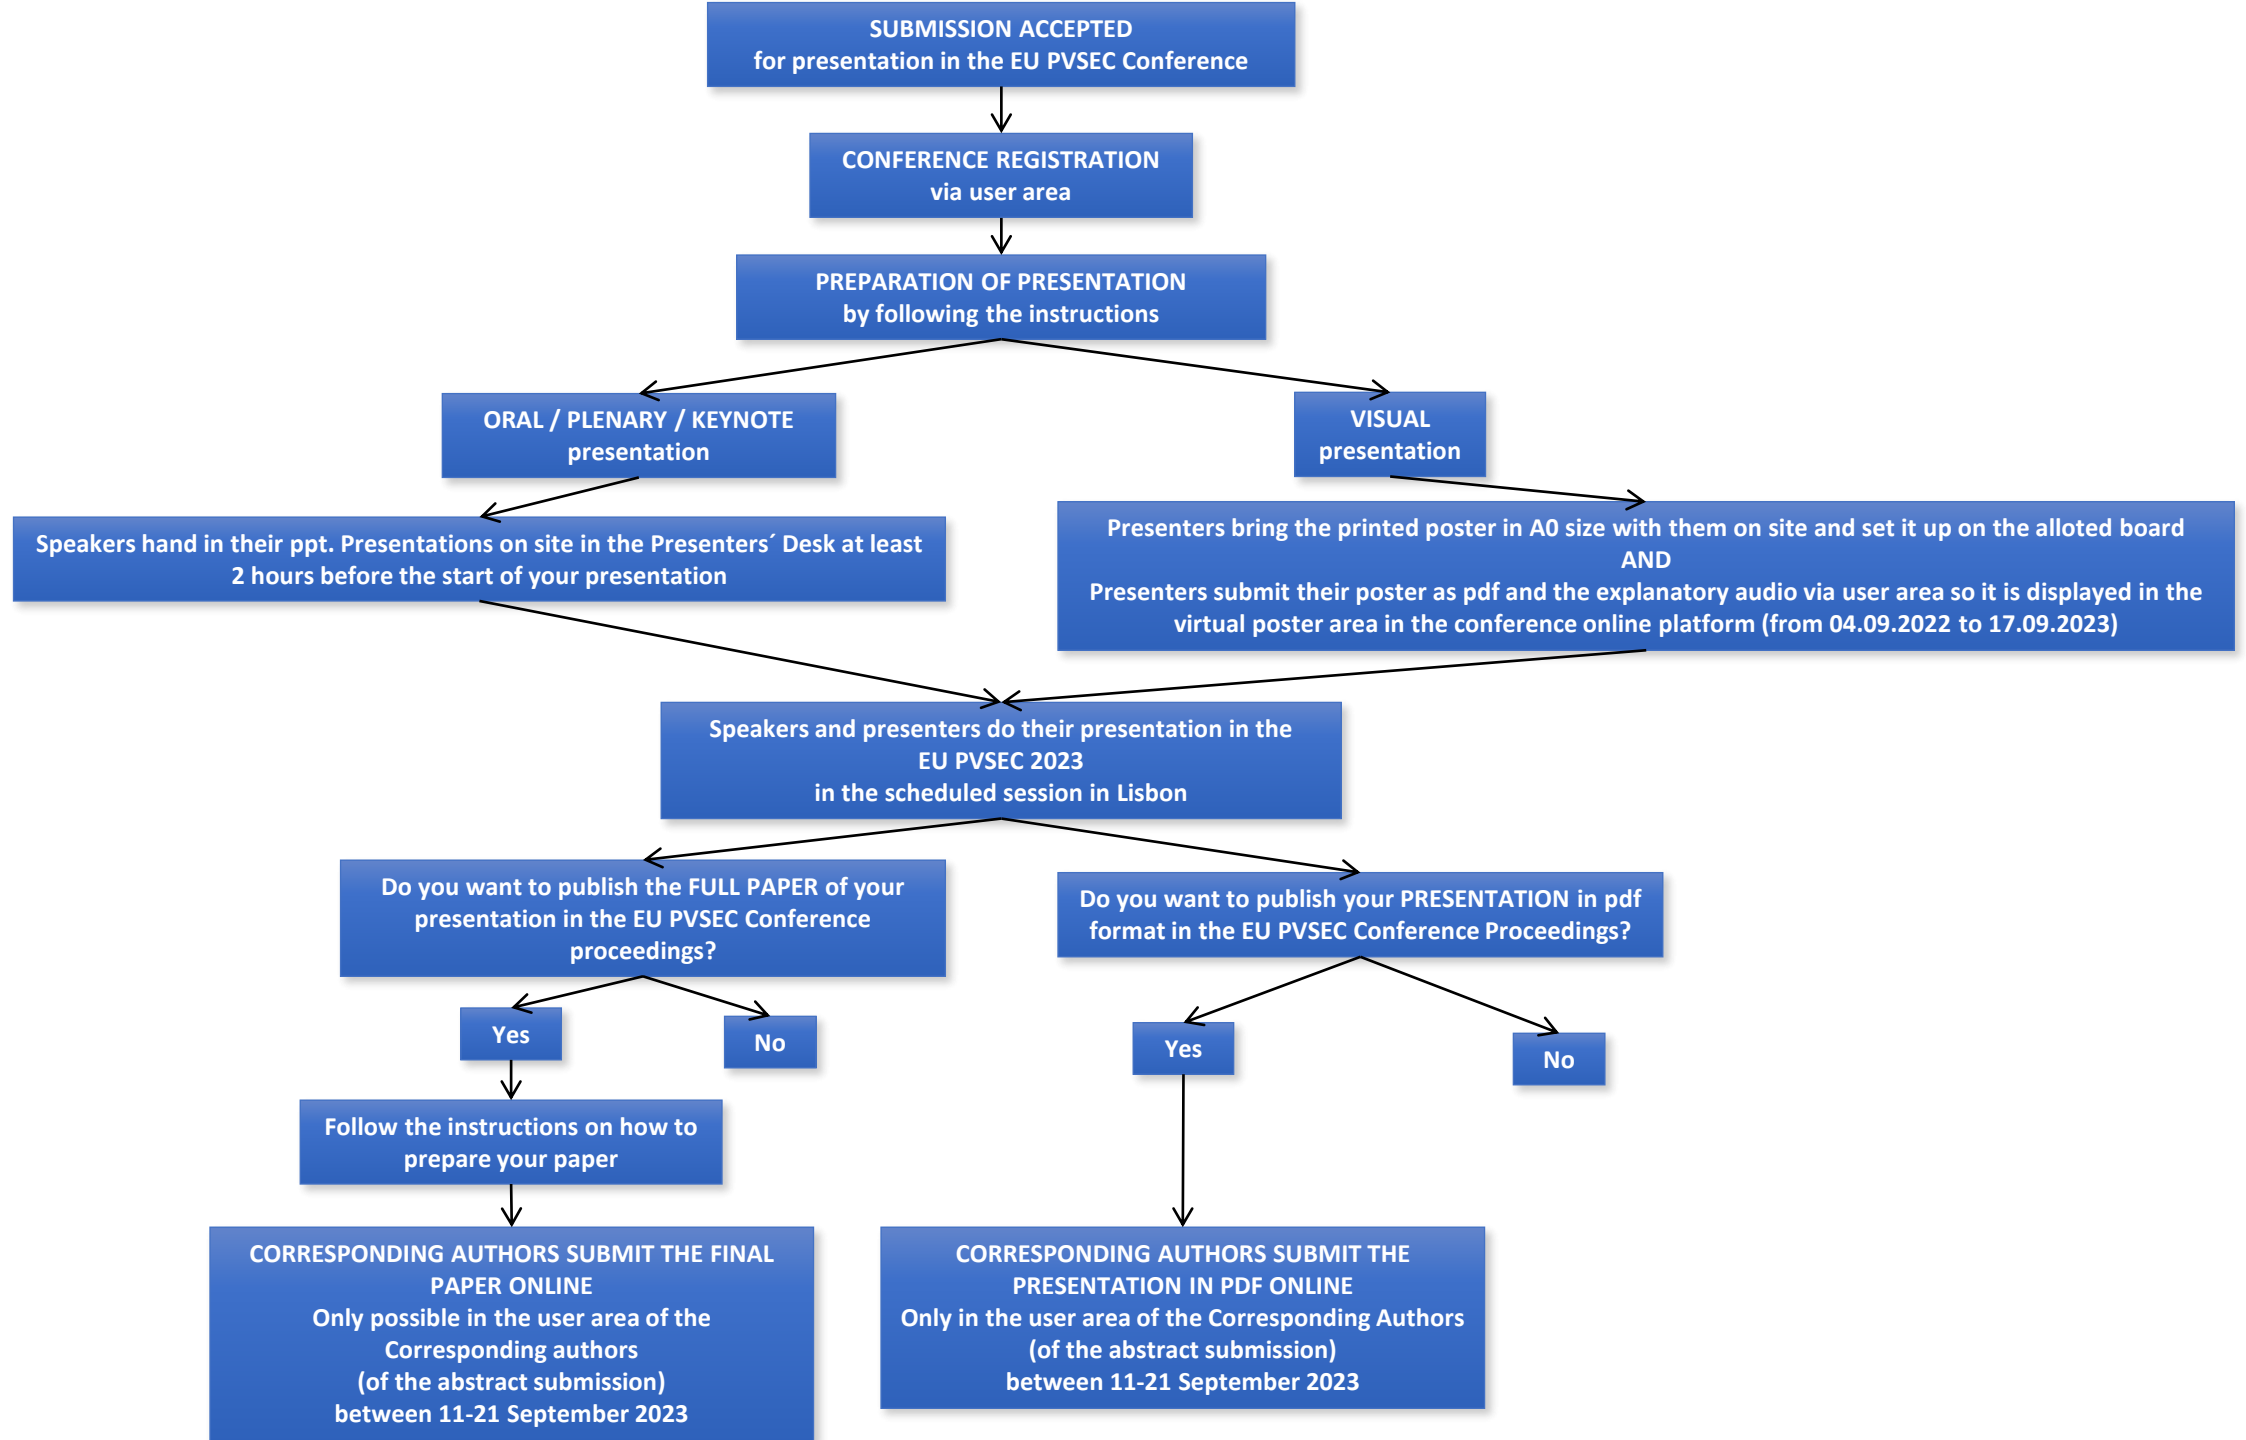 SUBMISSION ACCEPTED
for presentation in the EU PVSEC Conference
CONFERENCE REGISTRATION
via user area
PREPARATION OF PRESENTATION
by following the instructions
ORAL / PLENARY / KEYNOTE
presentation
VISUAL
presentation
Speakers hand in their ppt. Presentations on site in the Presenters´ Desk at least
2 hours before the start of your presentation
Presenters bring the printed poster in A0 size with them on site and set it up on the alloted board
AND
Presenters submit their poster as pdf and the explanatory audio via user area so it is displayed in the
virtual poster area in the conference online platform (from 04.09.2022 to 17.09.2023)
Speakers and presenters do their presentation in the
EU PVSEC 2023
in the scheduled session in Lisbon
Do you want to publish the FULL PAPER of your
presentation in the EU PVSEC Conference
proceedings?
Do you want to publish your PRESENTATION in pdf
format in the EU PVSEC Conference Proceedings?
Yes
No
Yes
No
Follow the instructions on how to
prepare your paper
CORRESPONDING AUTHORS SUBMIT THE FINAL
PAPER ONLINE
Only possible in the user area of the
Corresponding authors
(of the abstract submission)
between 11-21 September 2023
CORRESPONDING AUTHORS SUBMIT THE
PRESENTATION IN PDF ONLINE
Only in the user area of the Corresponding Authors
(of the abstract submission)
between 11-21 September 2023